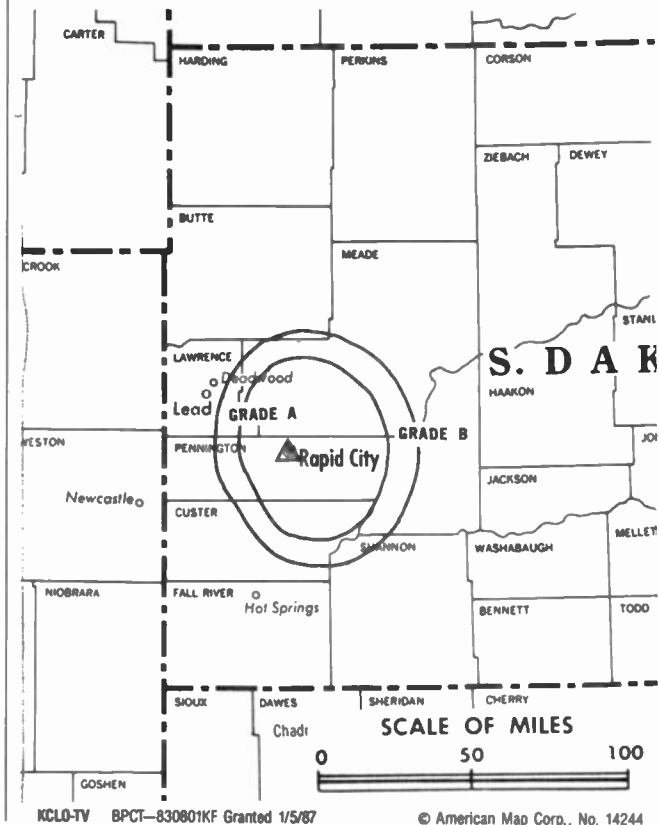 CARTER
HARDING
PERKINS
CORSON
ZIEBACH
DEWEY
BUTTE
CROOK
MEADE
STANL
LAWRENCE
S. D A K
Deadwood
HAAKON
Lead
GRADE A
GRADE B
WESTON
PENNINGTON
JO
Rapid City
JACKSON
Newcastle
CUSTER
SHANNON
WASHABAUGH
MELLET
NIOBRARA
FALL RIVER
Hot Springs
BENNETT
TODD
SIOUX
DAWES
SHERIDAN
CHERRY
Chadr
SCALE OF MILES
0 50 100
GOSHEN
KCLO-TV BPCT—830801KF Granted 1/5/87
© American Map Corp., No. 14244